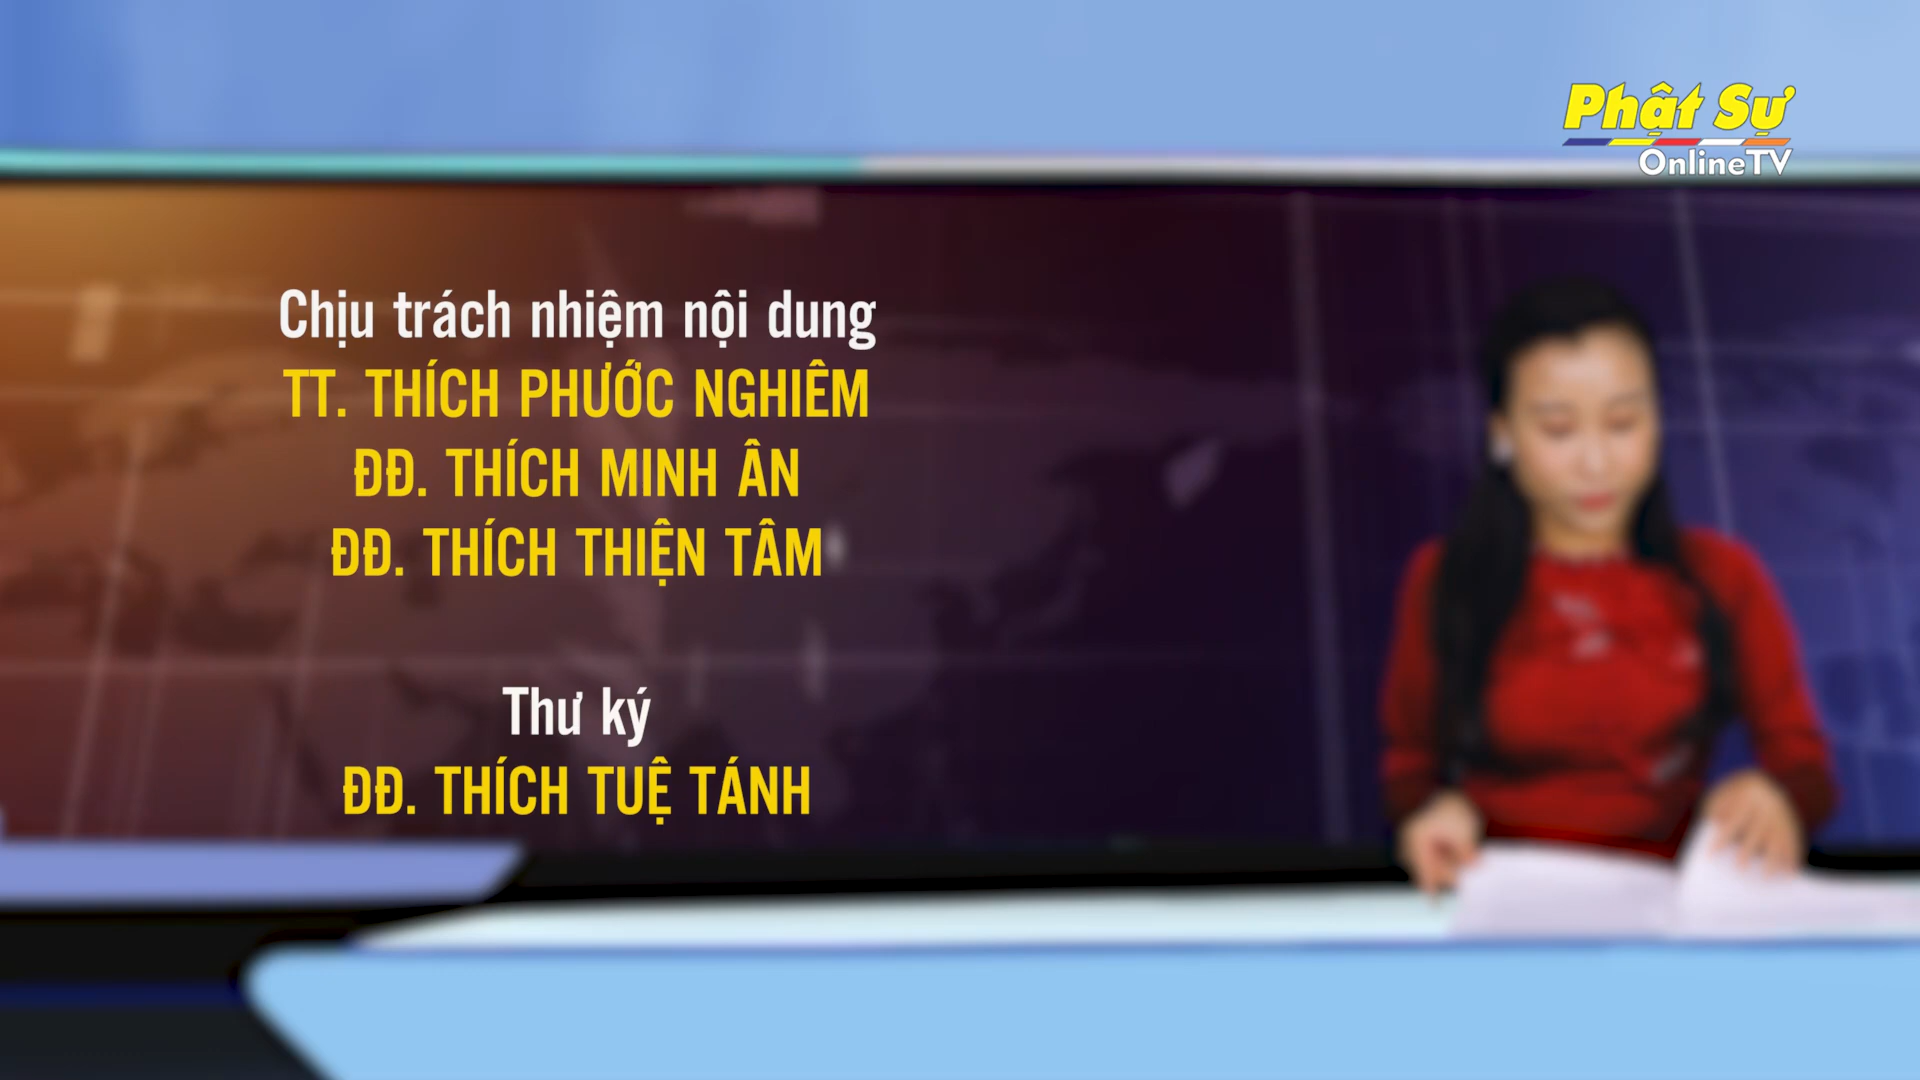 Phật Sự
OnlineTV
Chịu trách nhiệm nội dung
TT. THÍCH PHƯỚC NGHIÊM
ĐĐ. THÍCH MINH ÂN
ĐĐ. THÍCH THIỆN TÂM
Thư ký
ĐĐ. THÍCH TUỆ TÁNH